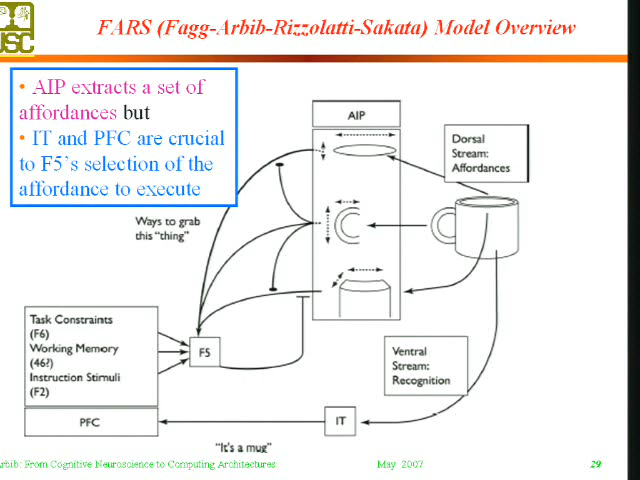 USC
FARS (Fagg-Arbib-Rizzolatti-Sakata) Model Overview
• AIP extracts a set of
affordances but
• IT and PFC are crucial
to F5's selection of the
affordance to execute
AIP
Dorsal
Stream:
Affordances
Ways to grab
this "thing"
Task Constraints
(F6)
Working Memory
(46?)
Instruction Stimuli
(F2)
F5
Ventral
Stream:
Recognition
PFC
IT
"It's a mug"
Arbib: From Cognitive Neuroscience to Computing Architectures
May 2007
29